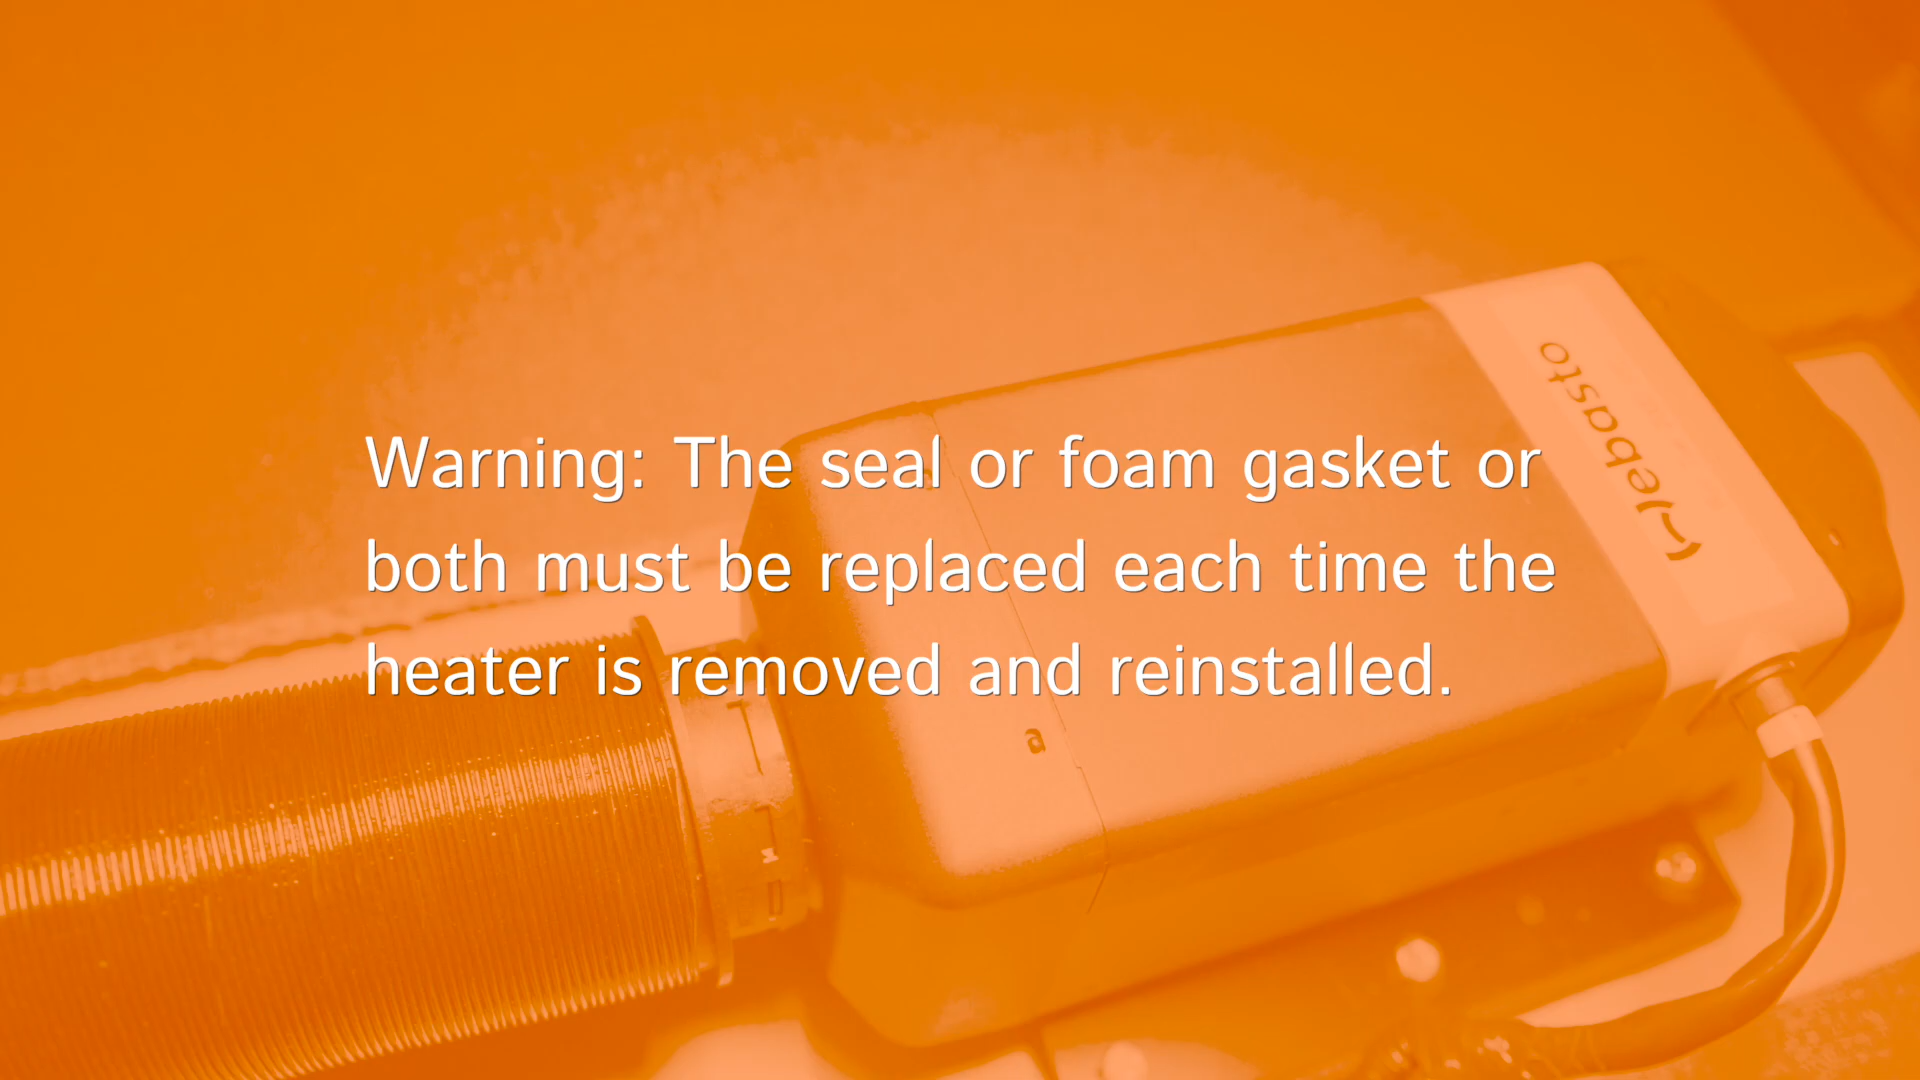 Warning: The seal or foam gasket or
both must be replaced each time the
heater is removed and reinstalled.
webasto
a